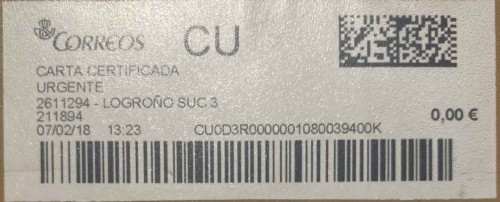 CORREOS CU
CARTA CERTIFICADA
URGENTE
2611294 - LOGROÑO SUC 3
211894
0,00 €
07/02/18 13:23 CU0D3R0000001080039400K